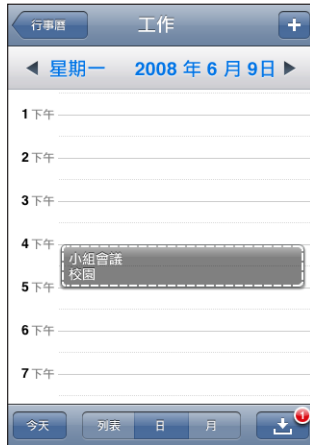 行事曆
工作
+
星期一 2008 年 6 月 9日
1 下午
2 下午
3 下午
4 下午
小組會議
校園
5 下午
6 下午
7 下午
今天
列表
日
月
1